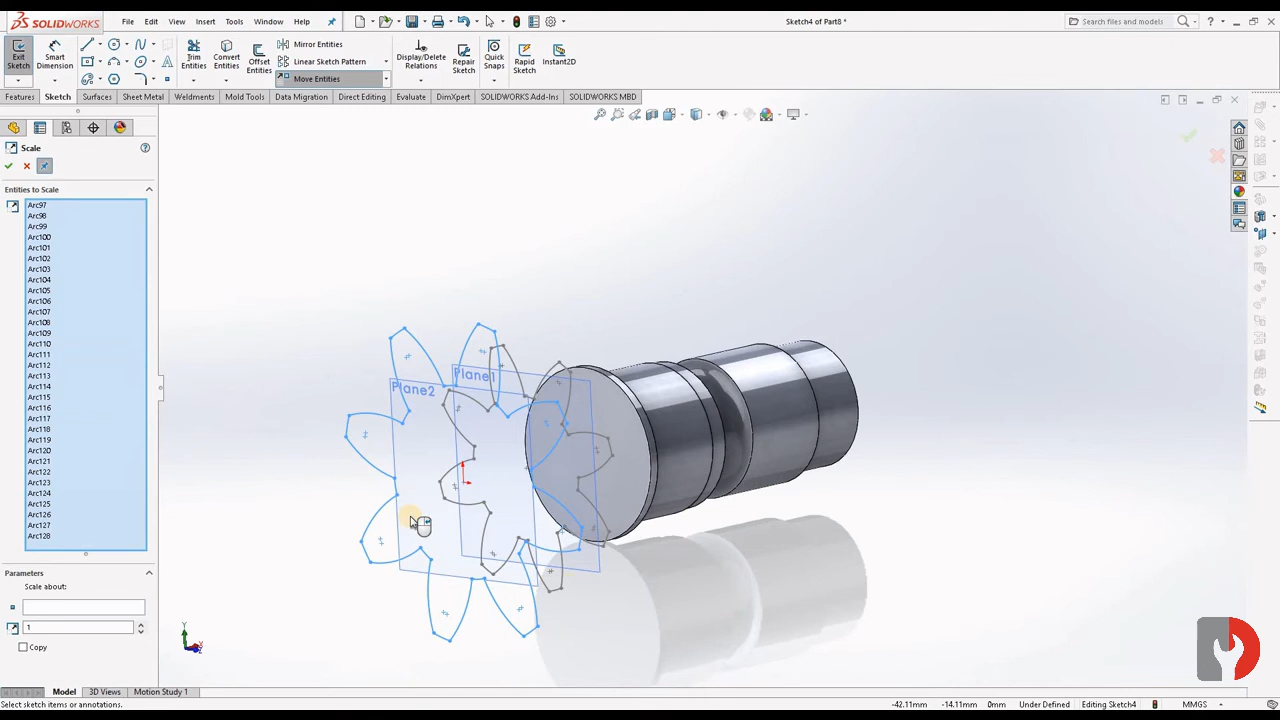 SOLIDWORKS
File Edit View Insert Tools Window Help
Sketch4 of Part8 *
Search files and models
Exit Sketch
Smart Dimension
Trim Entities
Convert Entities
Offset Entities
Mirror Entities
Linear Sketch Pattern
Move Entities
Display/Delete Relations
Repair Sketch
Quick Snaps
Rapid Sketch
Instant2D
Features Sketch Surfaces Sheet Metal Weldments Mold Tools Data Migration Direct Editing Evaluate DimXpert SOLIDWORKS Add-Ins SOLIDWORKS MBD
Scale
Entities to Scale
Arc97
Arc98
Arc99
Arc100
Arc101
Arc102
Arc103
Arc104
Arc105
Arc106
Arc107
Arc108
Arc109
Arc110
Arc111
Arc112
Arc113
Arc114
Arc115
Arc116
Arc117
Arc118
Arc119
Arc120
Arc121
Arc122
Arc123
Arc124
Arc125
Arc126
Arc127
Arc128
Parameters
Scale about:
1
Copy
Plane1
Plane2
Y
Model 3D Views Motion Study 1
Select sketch items or annotations.
-42.11mm -14.11mm 0mm Under Defined Editing Sketch4 MMGS